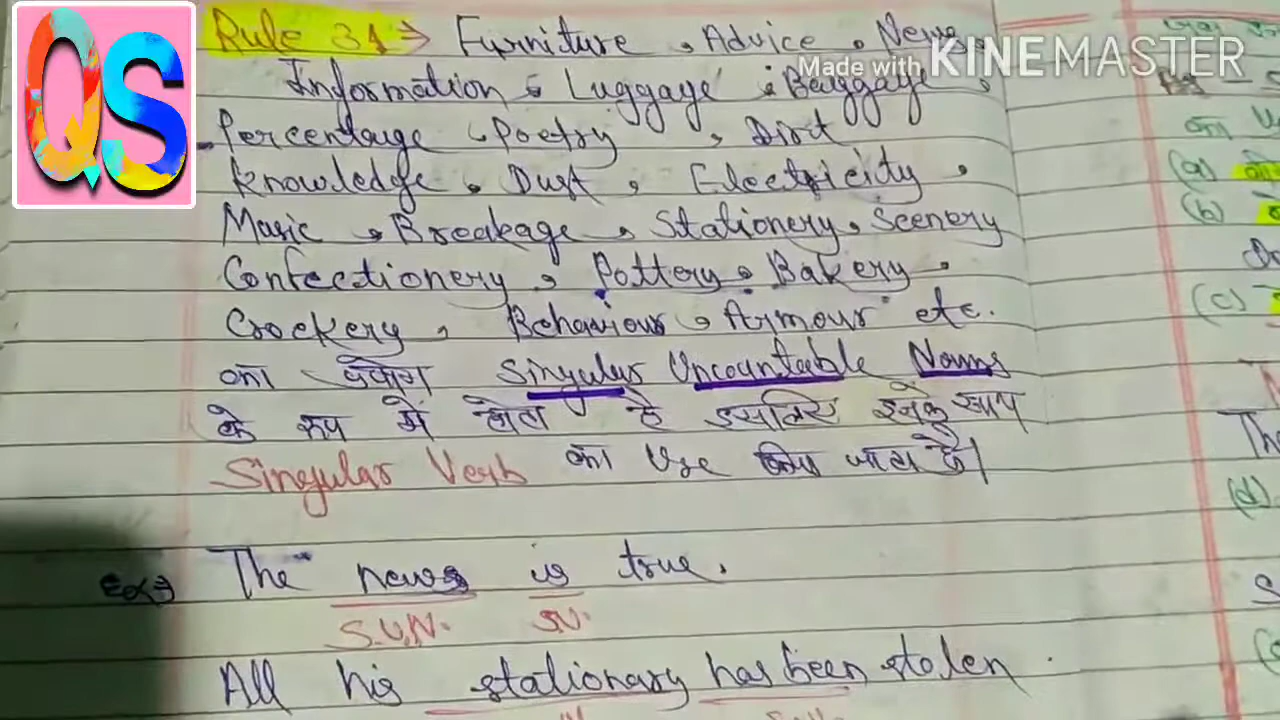 QS
Made with KINEMASTER
Rule 31 → Furniture, Advice, News,
Information, Luggage, Baggage,
Percentage, Poetry, Dirt
Knowledge, Dust, Electricity,
Music, Breakage, Stationery, Scenery
Confectionery, Pottery, Bakery,
Crockery, Behaviour, Armour etc.
का प्रयोग Singular Uncountable Nouns
के रूप में होता है इसलिए इनके साथ
Singular Verb का Use किया जाता है।
Ex→ The news is true.
S.U.N. S.V.
All his stationary has been stolen.
का
(a)
(b)
(c)
Th
(d)